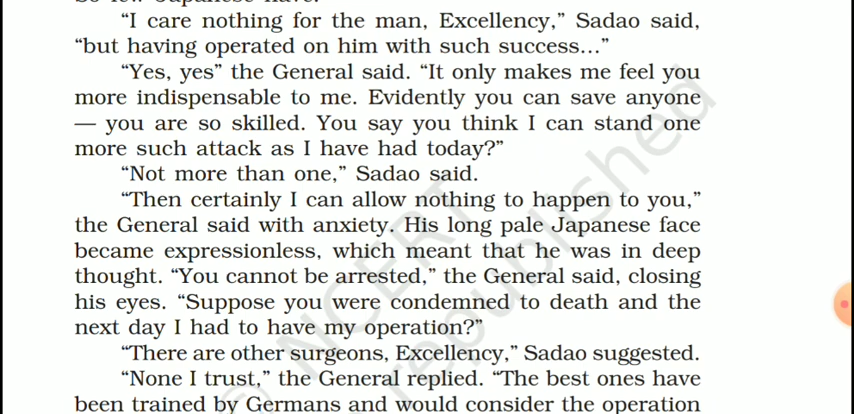 “I care nothing for the man, Excellency,” Sadao said,
“but having operated on him with such success...”
“Yes, yes” the General said. “It only makes me feel you
more indispensable to me. Evidently you can save anyone
— you are so skilled. You say you think I can stand one
more such attack as I have had today?”
“Not more than one,” Sadao said.
“Then certainly I can allow nothing to happen to you,”
the General said with anxiety. His long pale Japanese face
became expressionless, which meant that he was in deep
thought. “You cannot be arrested,” the General said, closing
his eyes. “Suppose you were condemned to death and the
next day I had to have my operation?”
“There are other surgeons, Excellency,” Sadao suggested.
“None I trust,” the General replied. “The best ones have
been trained by Germans and would consider the operation
© NCERT
republished